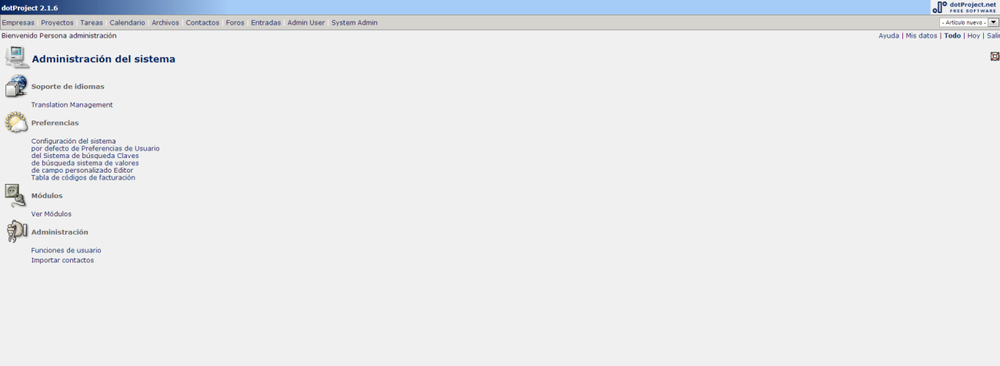 dotProject 2.1.6
dotProject.net
FREE SOFTWARE
Empresas | Proyectos | Tareas | Calendario | Archivos | Contactos | Foros | Entradas | Admin User | System Admin
- Artículo nuevo -
Bienvenido Persona administración
Ayuda | Mis datos | Todo | Hoy | Salir
Administración del sistema
Soporte de idiomas
Translation Management
Preferencias
Configuración del sistema
por defecto de Preferencias de Usuario
del Sistema de búsqueda Claves
de búsqueda sistema de valores
de campo personalizado Editor
Tabla de códigos de facturación
Módulos
Ver Módulos
Administración
Funciones de usuario
Importar contactos